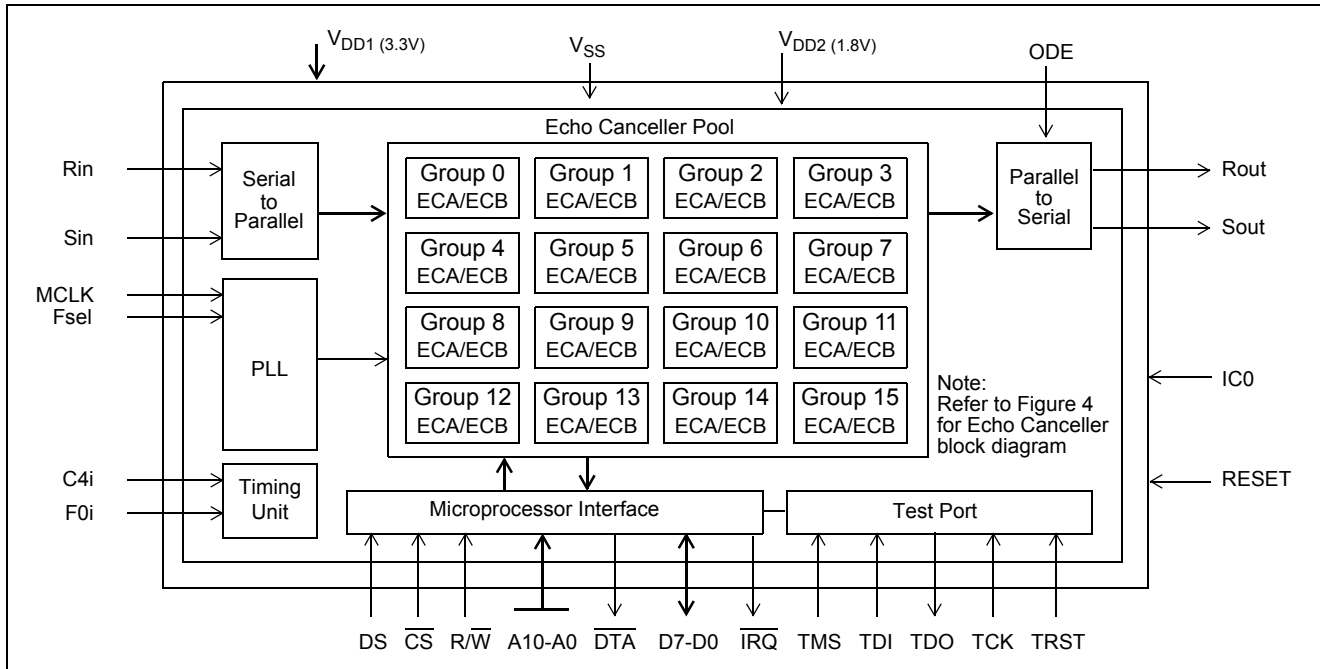 VDD1 (3.3V)
VSS
VDD2 (1.8V)
ODE
Echo Canceller Pool
Rin
Sin
Serial
to
Parallel
Group 0
ECA/ECB
Group 1
ECA/ECB
Group 2
ECA/ECB
Group 3
ECA/ECB
Parallel
to
Serial
Rout
Sout
Group 4
ECA/ECB
Group 5
ECA/ECB
Group 6
ECA/ECB
Group 7
ECA/ECB
MCLK
Fsel
PLL
Group 8
ECA/ECB
Group 9
ECA/ECB
Group 10
ECA/ECB
Group 11
ECA/ECB
Group 12
ECA/ECB
Group 13
ECA/ECB
Group 14
ECA/ECB
Group 15
ECA/ECB
Note:
Refer to Figure 4
for Echo Canceller
block diagram
IC0
RESET
C4i
F0i
Timing
Unit
Microprocessor Interface
Test Port
DS
C̅S̅
R/W̅
A10-A0
D̅T̅A̅
D7-D0
I̅R̅Q̅
TMS
TDI
TDO
TCK
TRST